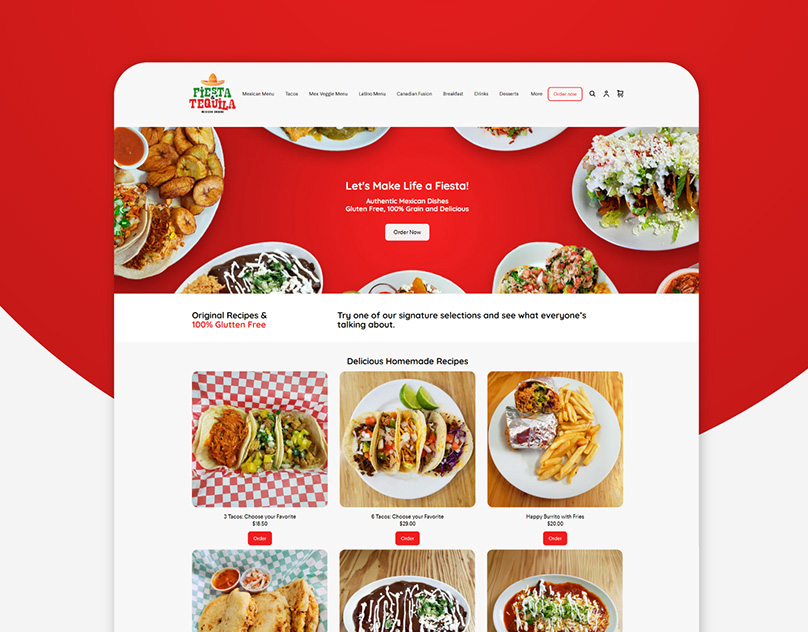 FIESTA
TEQUILA
Mexican Menu
Tacos
Mex Veggie Menu
Latino Menu
Canadian Fusion
Breakfast
Drinks
Desserts
More
Order now
Let's Make Life a Fiesta!
Authentic Mexican Dishes
Gluten Free, 100% Grain and Delicious
Order Now
Original Recipes &
100% Glutten Free
Try one of our signature selections and see what everyone's
talking about.
Delicious Homemade Recipes
3 Tacos: Choose your Favorite
$18.50
Order
6 Tacos: Choose your Favorite
$29.00
Order
Happy Burrito with Fries
$20.00
Order